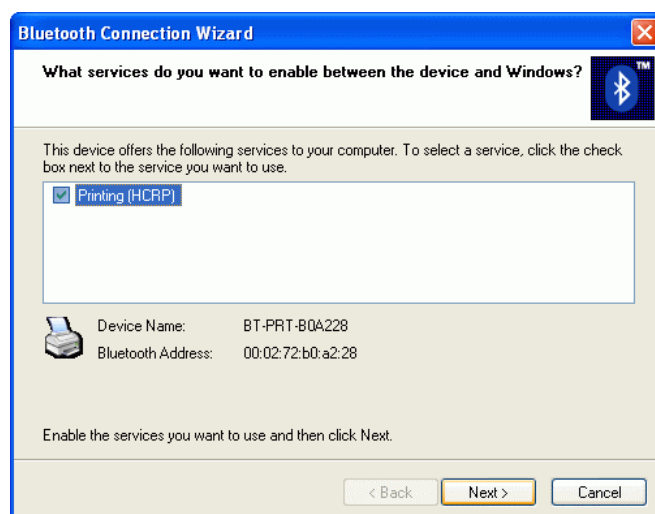 Bluetooth Connection Wizard
What services do you want to enable between the device and Windows?
TM
This device offers the following services to your computer. To select a service, click the check
box next to the service you want to use.
Printing (HCRP)
Device Name: BT-PRT-B0A228
Bluetooth Address: 00:02:72:b0:a2:28
Enable the services you want to use and then click Next.
< Back Next > Cancel